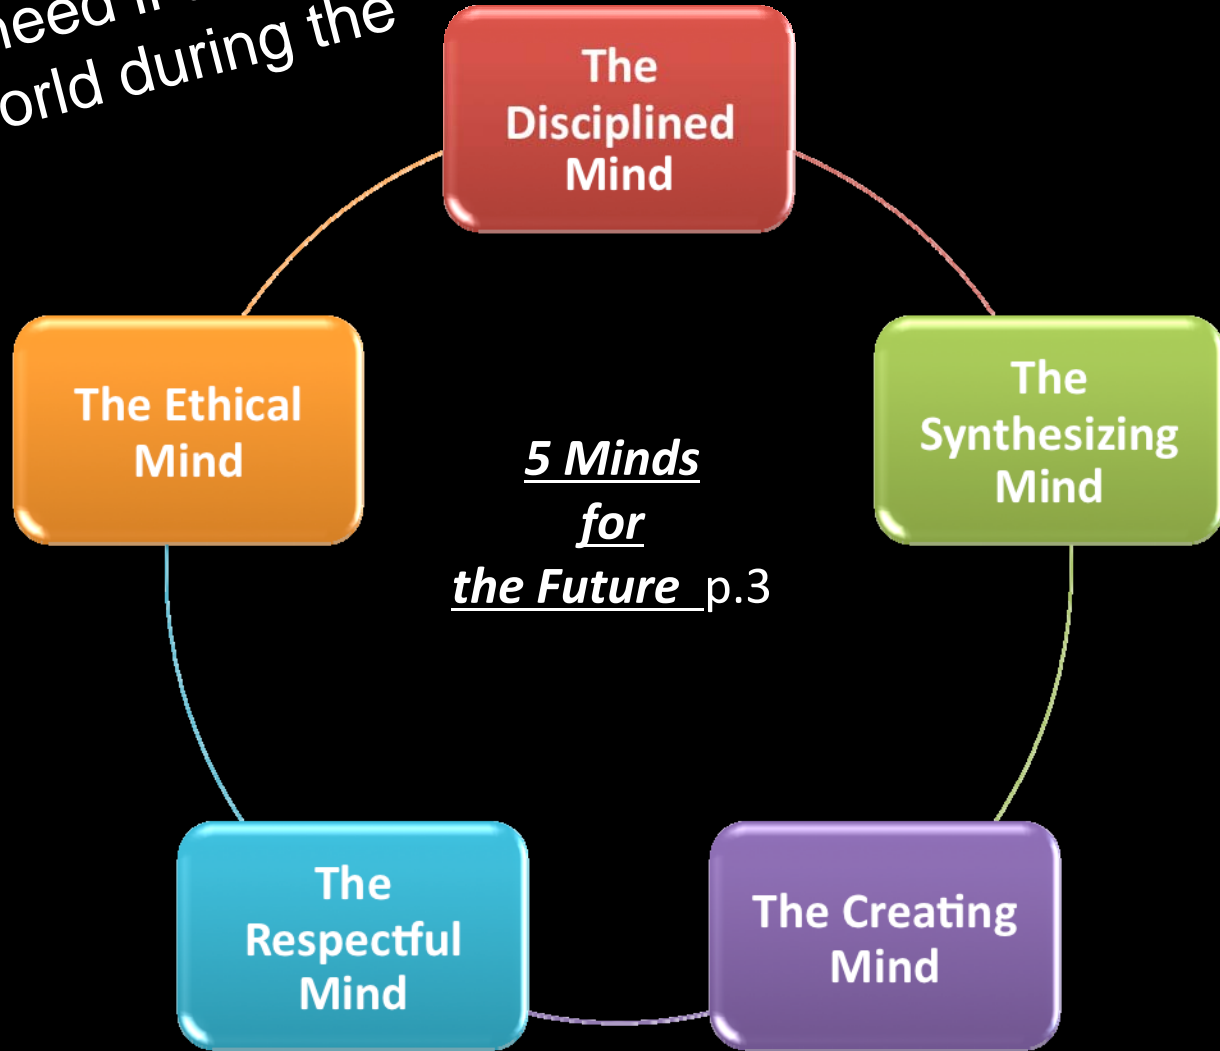 need
world during the
The
Disciplined
Mind
The
Synthesizing
Mind
The Creating
Mind
The
Respectful
Mind
The Ethical
Mind
5 Minds
for
the Future p.3